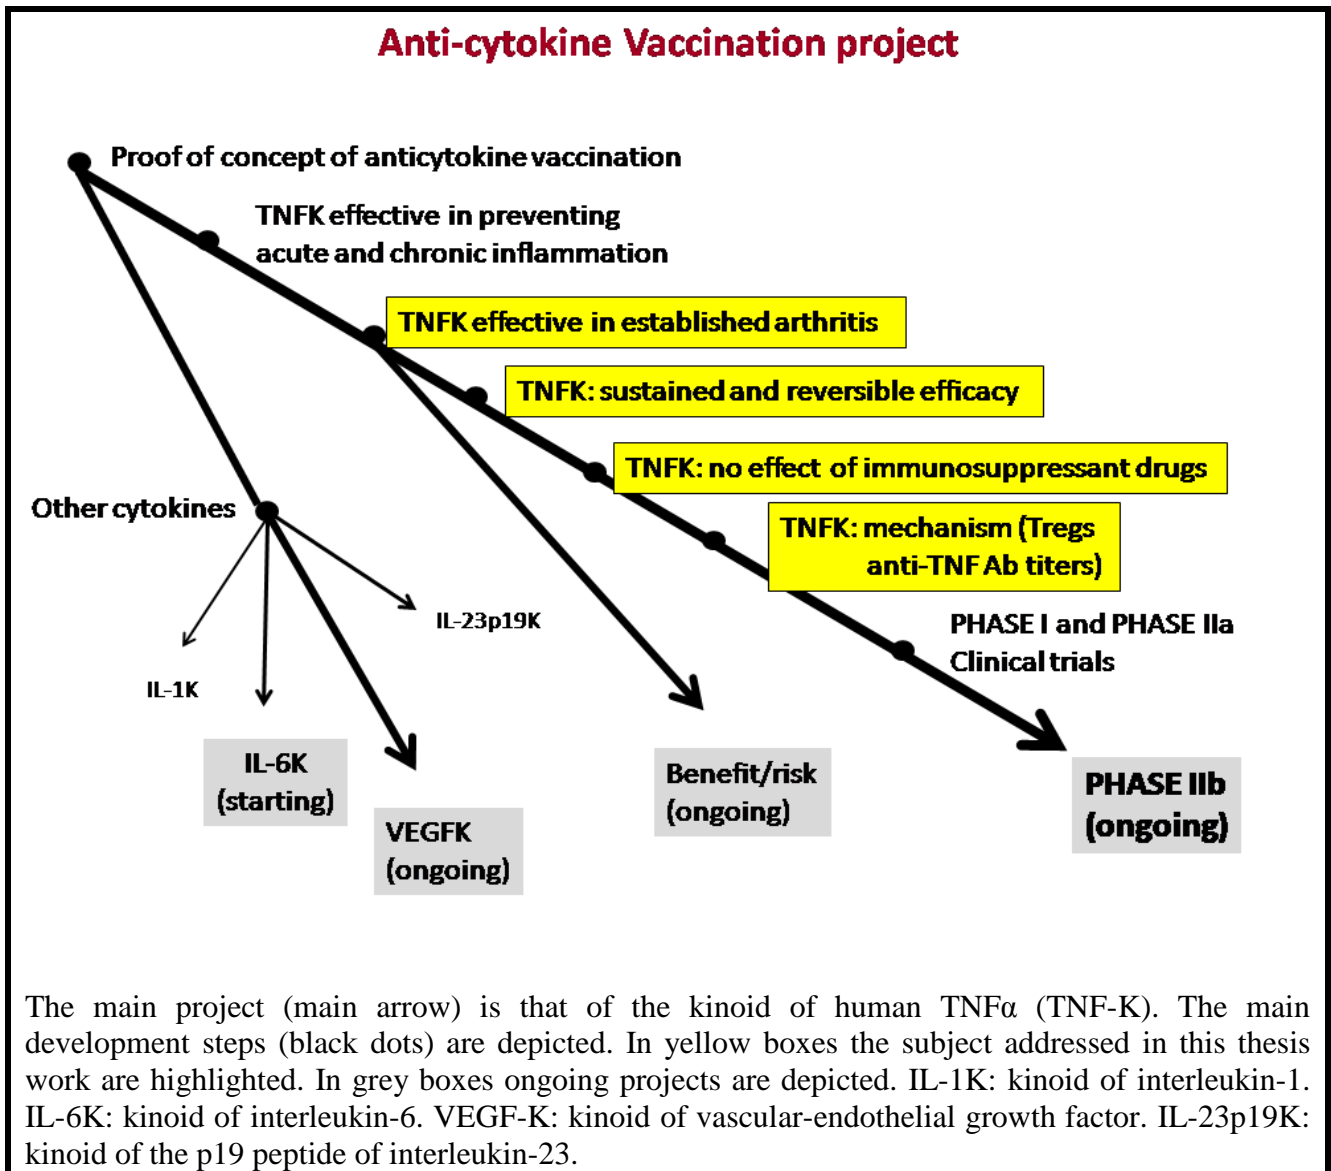 Anti-cytokine Vaccination project
Proof of concept of anticytokine vaccination
TNFK effective in preventing
acute and chronic inflammation
TNFK effective in established arthritis
TNFK: sustained and reversible efficacy
TNFK: no effect of immunosuppressant drugs
TNFK: mechanism (Tregs
anti-TNF Ab titers)
PHASE I and PHASE IIa
Clinical trials
Other cytokines
IL-23p19K
IL-1K
IL-6K
(starting)
VEGFK
(ongoing)
Benefit/risk
(ongoing)
PHASE IIb
(ongoing)
The main project (main arrow) is that of the kinoid of human TNFα (TNF-K). The main
development steps (black dots) are depicted. In yellow boxes the subject addressed in this thesis
work are highlighted. In grey boxes ongoing projects are depicted. IL-1K: kinoid of interleukin-1.
IL-6K: kinoid of interleukin-6. VEGF-K: kinoid of vascular-endothelial growth factor. IL-23p19K:
kinoid of the p19 peptide of interleukin-23.